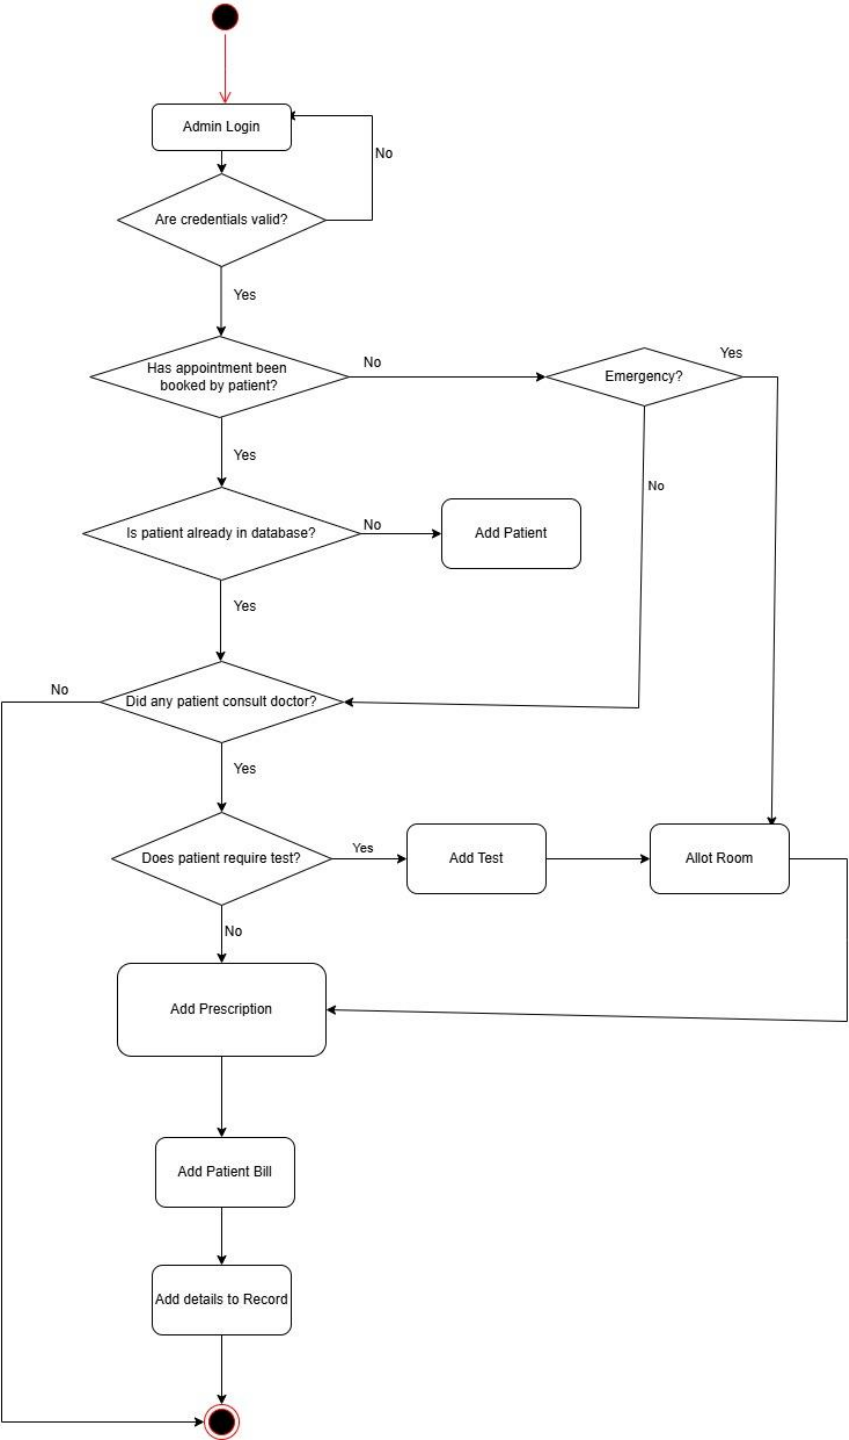 Admin Login
No
Are credentials valid?
Yes
Has appointment been
booked by patient?
No
Emergency?
Yes
Yes
No
Is patient already in database?
No
Add Patient
Yes
No
Did any patient consult doctor?
Yes
Does patient require test?
Yes
Add Test
Allot Room
No
Add Prescription
Add Patient Bill
Add details to Record